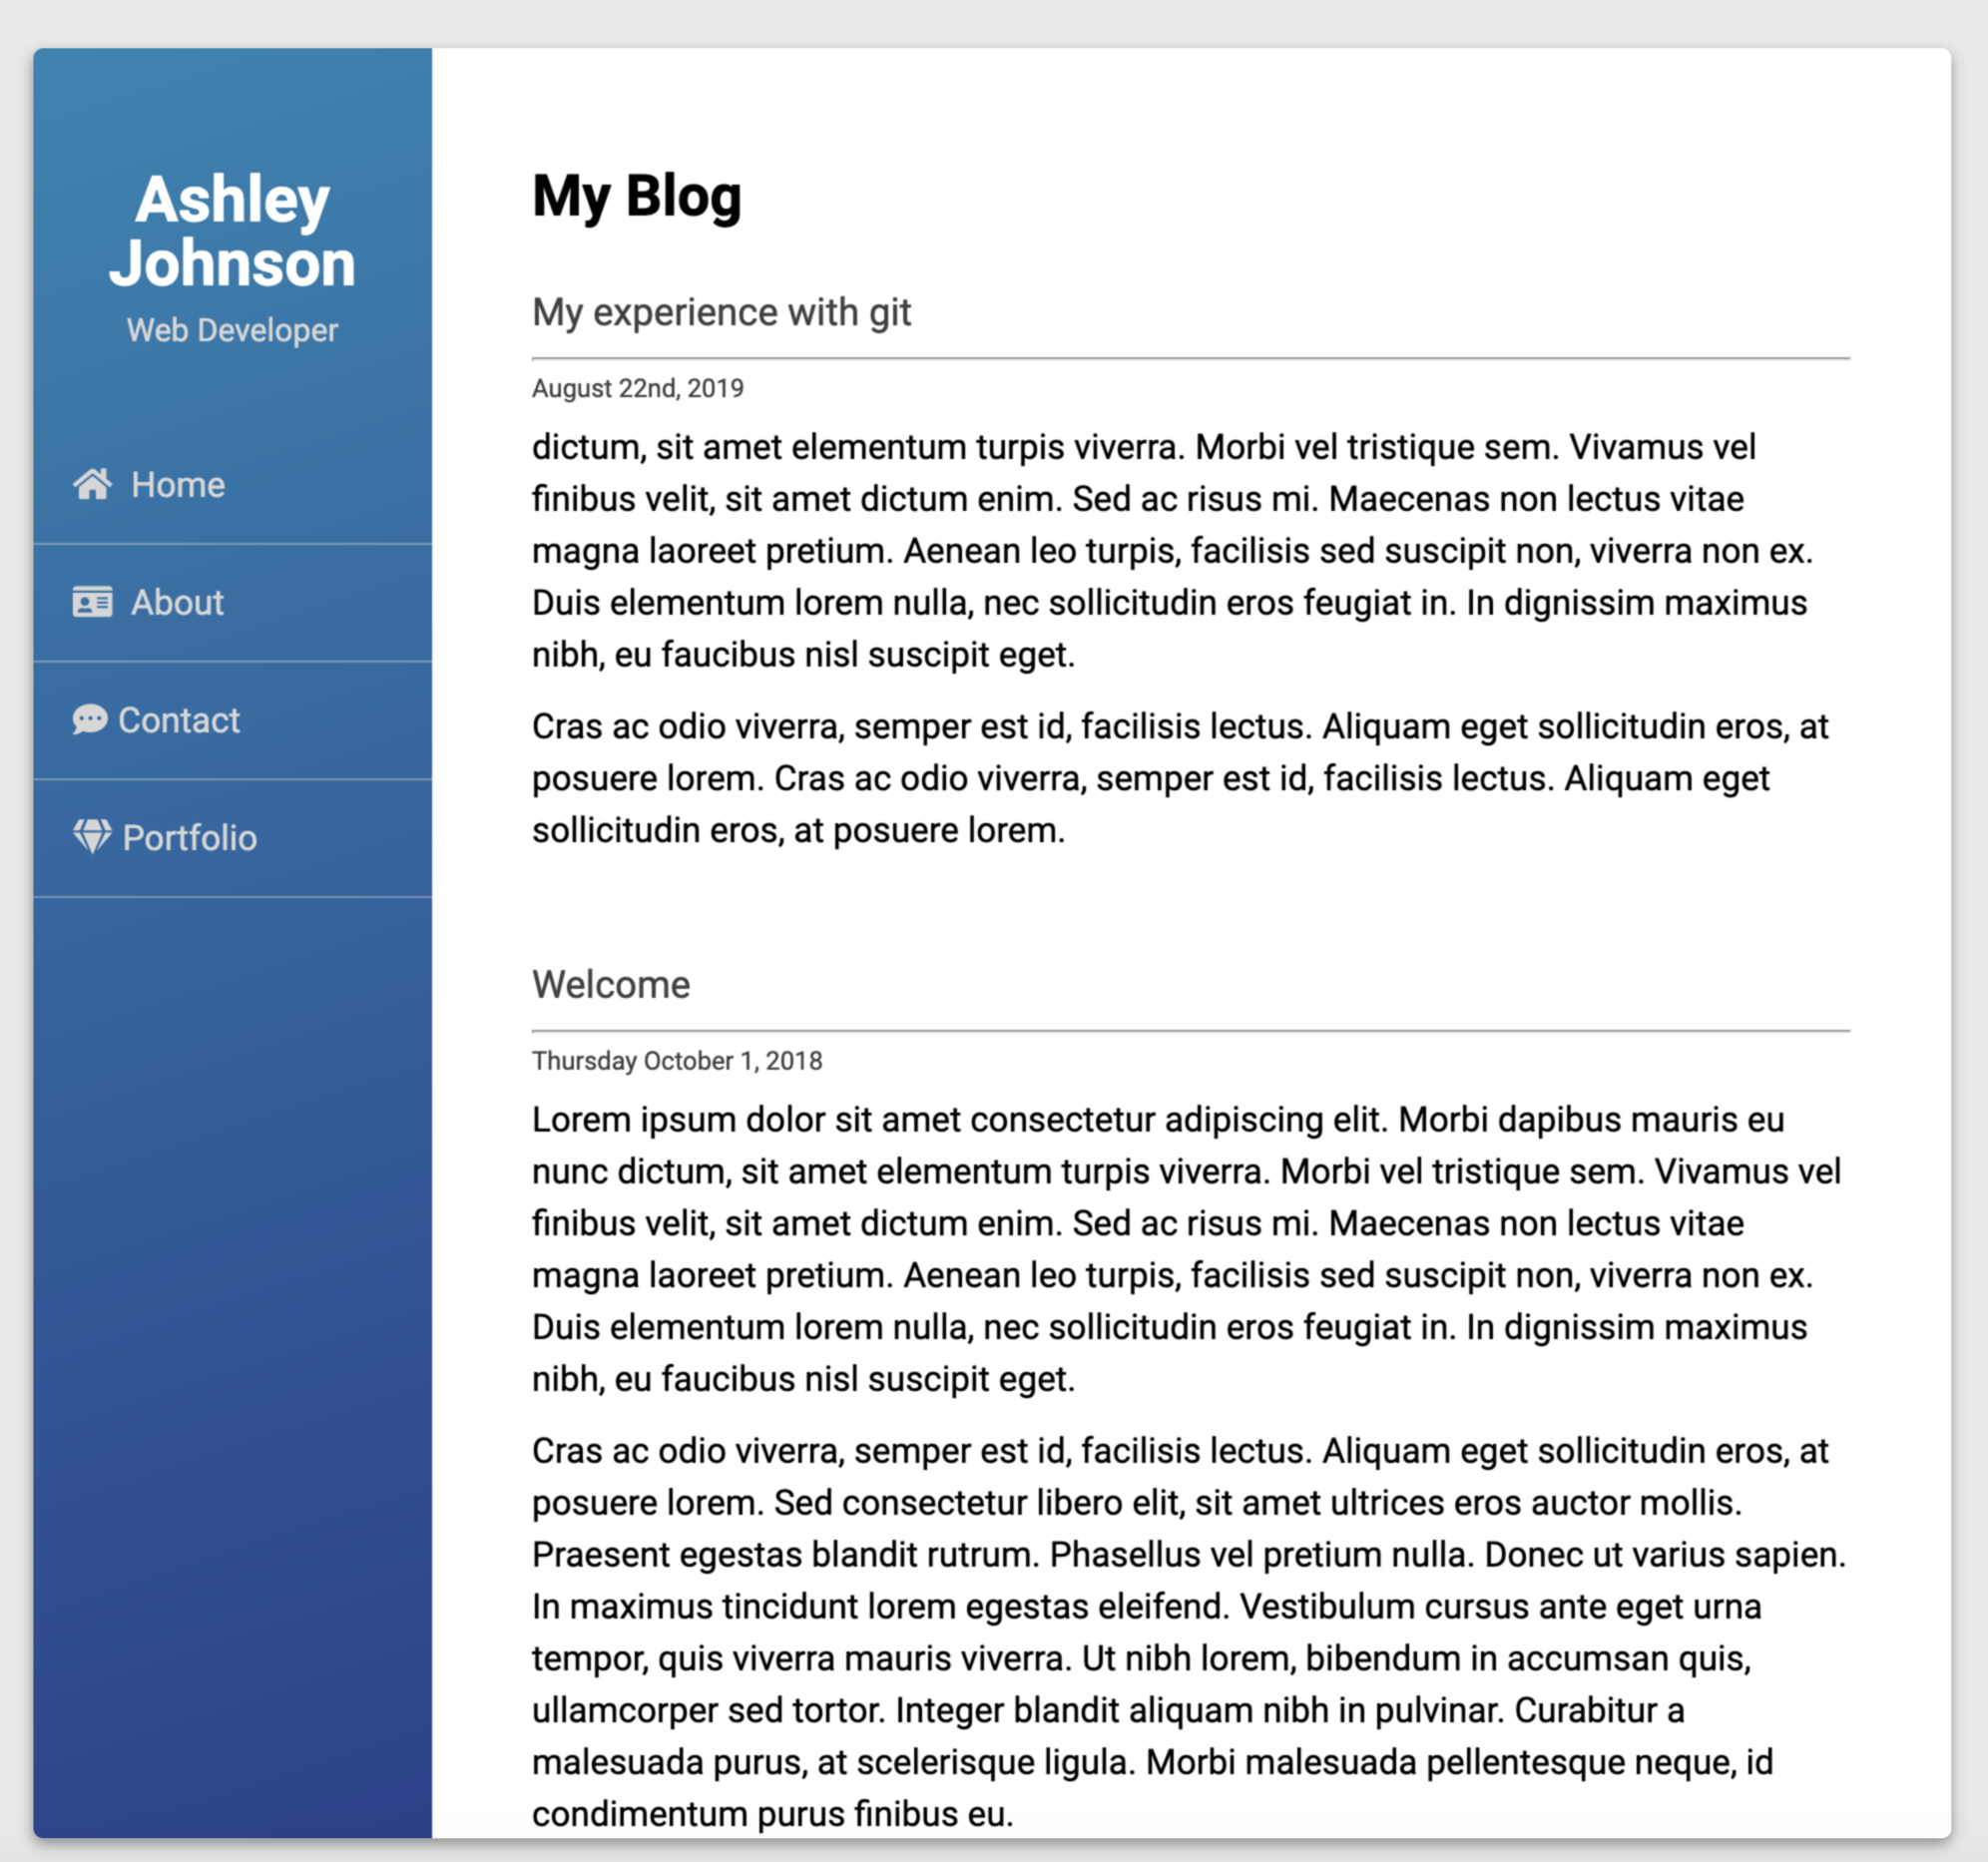 Ashley
Johnson
Web Developer
Home
About
Contact
Portfolio
My Blog
My experience with git
August 22nd, 2019
dictum, sit amet elementum turpis viverra. Morbi vel tristique sem. Vivamus vel
finibus velit, sit amet dictum enim. Sed ac risus mi. Maecenas non lectus vitae
magna laoreet pretium. Aenean leo turpis, facilisis sed suscipit non, viverra non ex.
Duis elementum lorem nulla, nec sollicitudin eros feugiat in. In dignissim maximus
nibh, eu faucibus nisl suscipit eget.
Cras ac odio viverra, semper est id, facilisis lectus. Aliquam eget sollicitudin eros, at
posuere lorem. Cras ac odio viverra, semper est id, facilisis lectus. Aliquam eget
sollicitudin eros, at posuere lorem.
Welcome
Thursday October 1, 2018
Lorem ipsum dolor sit amet consectetur adipiscing elit. Morbi dapibus mauris eu
nunc dictum, sit amet elementum turpis viverra. Morbi vel tristique sem. Vivamus vel
finibus velit, sit amet dictum enim. Sed ac risus mi. Maecenas non lectus vitae
magna laoreet pretium. Aenean leo turpis, facilisis sed suscipit non, viverra non ex.
Duis elementum lorem nulla, nec sollicitudin eros feugiat in. In dignissim maximus
nibh, eu faucibus nisl suscipit eget.
Cras ac odio viverra, semper est id, facilisis lectus. Aliquam eget sollicitudin eros, at
posuere lorem. Sed consectetur libero elit, sit amet ultrices eros auctor mollis.
Praesent egestas blandit rutrum. Phasellus vel pretium nulla. Donec ut varius sapien.
In maximus tincidunt lorem egestas eleifend. Vestibulum cursus ante eget urna
tempor, quis viverra mauris viverra. Ut nibh lorem, bibendum in accumsan quis,
ullamcorper sed tortor. Integer blandit aliquam nibh in pulvinar. Curabitur a
malesuada purus, at scelerisque ligula. Morbi malesuada pellentesque neque, id
condimentum purus finibus eu.